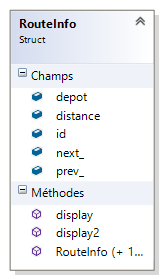 RouteInfo
Struct
Champs
depot
distance
id
next_
prev_
Méthodes
display
display2
RouteInfo (+ 1...